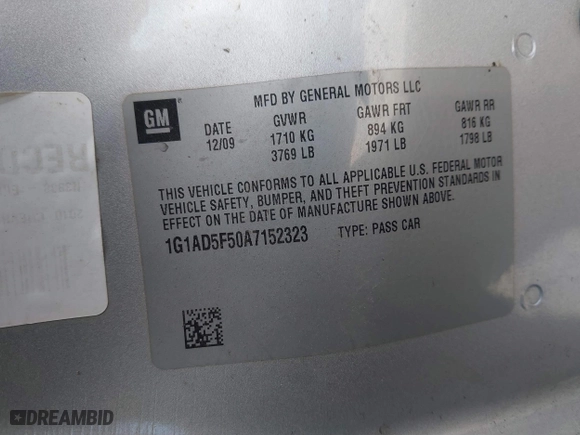 GM
MFD BY GENERAL MOTORS LLC
DATE GVWR GAWR FRT GAWR RR
12/09 1710 KG 894 KG 816 KG
3769 LB 1971 LB 1798 LB
THIS VEHICLE CONFORMS TO ALL APPLICABLE U.S. FEDERAL MOTOR
VEHICLE SAFETY, BUMPER, AND THEFT PREVENTION STANDARDS IN
EFFECT ON THE DATE OF MANUFACTURE SHOWN ABOVE.
1G1AD5F50A7152323 TYPE: PASS CAR
DREAMBID